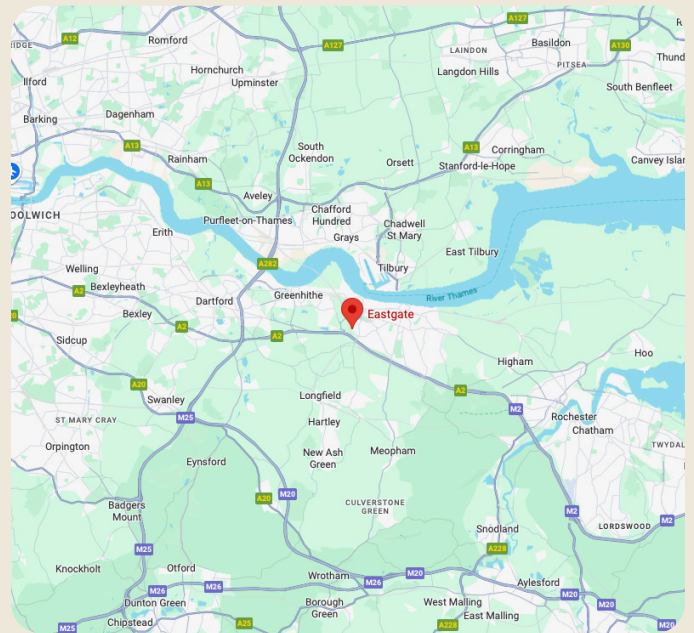 A127
A12
Romford
Basildon
RIDGE
A127
LAINDON
A130
Hornchurch
Langdon Hills
PITSEA
Thund
Ilford
Upminster
South Benfleet
Barking
Dagenham
A13
South
Ockendon
A13
Corringham
Rainham
Orsett
Stanford-le-Hope
Canvey Islan
A13
Aveley
OOLWICH
Purfleet-on-Thames
Chafford
Hundred
Chadwell
St Mary
Erith
Grays
East Tilbury
Welling
A282
Tilbury
A2
Bexleyheath
Dartford
Greenhithe
River Thames
Bexley
A2
Eastgate
Sidcup
A2
Higham
Hoo
A20
A2
Swanley
Longfield
M2
ST MARY CRAY
M25
Hartley
Rochester
Chatham
Orpington
Eynsford
New Ash
Green
Meopham
TWYDAL
A20
M20
CULVERSTONE
GREEN
Badgers
Mount
M2
LORDSWOOD
M2
Snodland
M25
A228
Knockholt
Otford
Wrotham
M20
Aylesford
M26
M26
M26
Dunton Green
Borough
Green
West Malling
M20
M20
Chipstead
A25
East Malling
M25
A228
M20